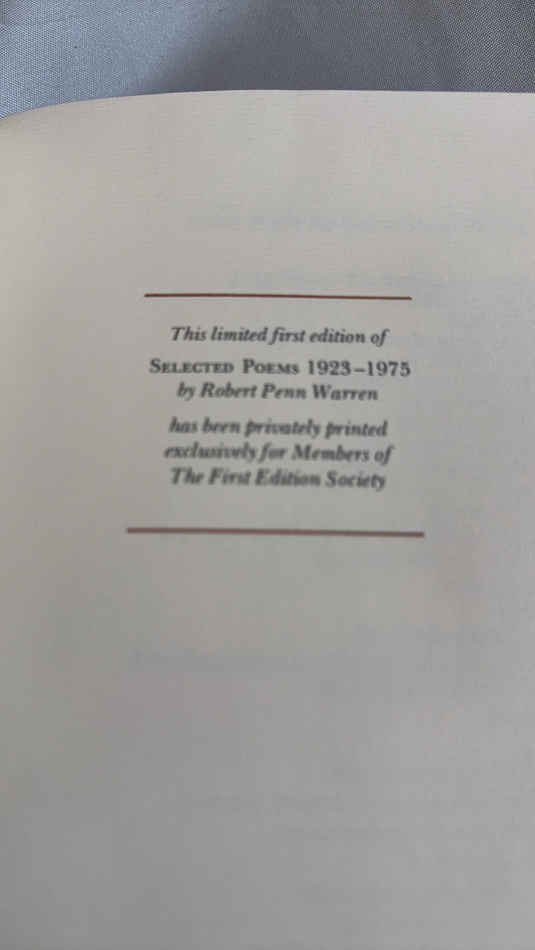 This limited first edition of
SELECTED POEMS 1923–1975
by Robert Penn Warren
has been privately printed
exclusively for Members of
The First Edition Society